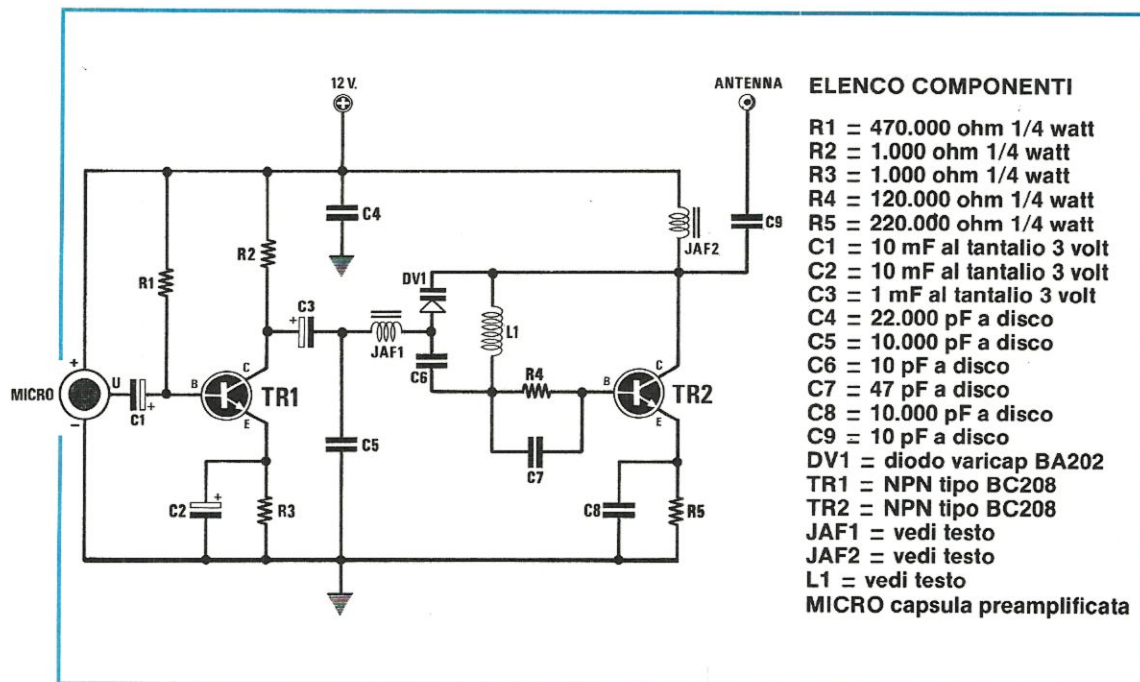 12 V.
ANTENNA
C4
C9
JAF2
R2
R1
DV1
C3
+
L1
JAF1
C
C6
R4
C
+
U
B
TR1
B
TR2
MICRO
C1
+
E
E
–
C5
C7
+
C2
R3
C8
R5
ELENCO COMPONENTI
R1 = 470.000 ohm 1/4 watt
R2 = 1.000 ohm 1/4 watt
R3 = 1.000 ohm 1/4 watt
R4 = 120.000 ohm 1/4 watt
R5 = 220.000 ohm 1/4 watt
C1 = 10 mF al tantalio 3 volt
C2 = 10 mF al tantalio 3 volt
C3 = 1 mF al tantalio 3 volt
C4 = 22.000 pF a disco
C5 = 10.000 pF a disco
C6 = 10 pF a disco
C7 = 47 pF a disco
C8 = 10.000 pF a disco
C9 = 10 pF a disco
DV1 = diodo varicap BA202
TR1 = NPN tipo BC208
TR2 = NPN tipo BC208
JAF1 = vedi testo
JAF2 = vedi testo
L1 = vedi testo
MICRO capsula preamplificata